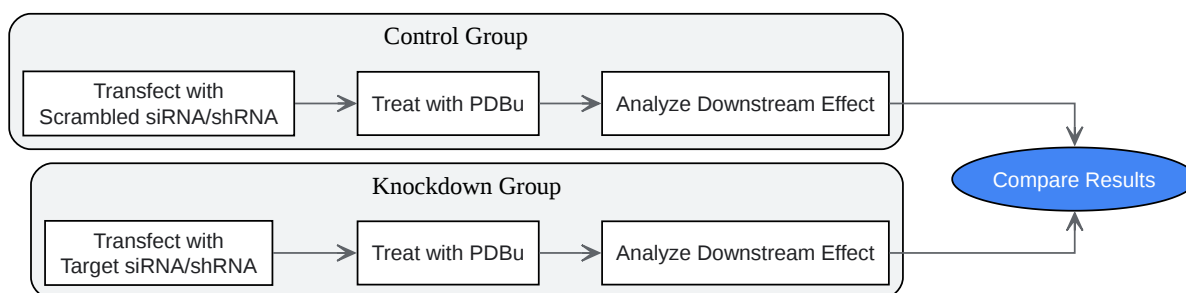 Control Group
Transfect with
Scrambled siRNA/shRNA
Treat with PDBu
Analyze Downstream Effect
Compare Results
Knockdown Group
Transfect with
Target siRNA/shRNA
Treat with PDBu
Analyze Downstream Effect